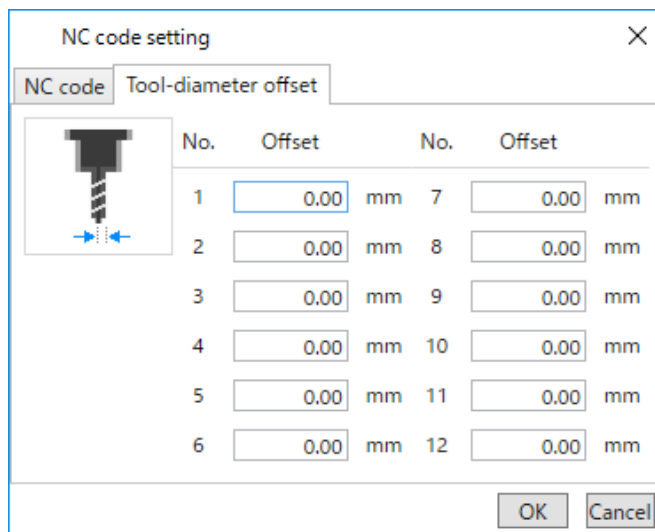 NC code setting
NC code Tool-diameter offset
No. Offset No. Offset
1 0.00 mm 7 0.00 mm
2 0.00 mm 8 0.00 mm
3 0.00 mm 9 0.00 mm
4 0.00 mm 10 0.00 mm
5 0.00 mm 11 0.00 mm
6 0.00 mm 12 0.00 mm
OK Cancel